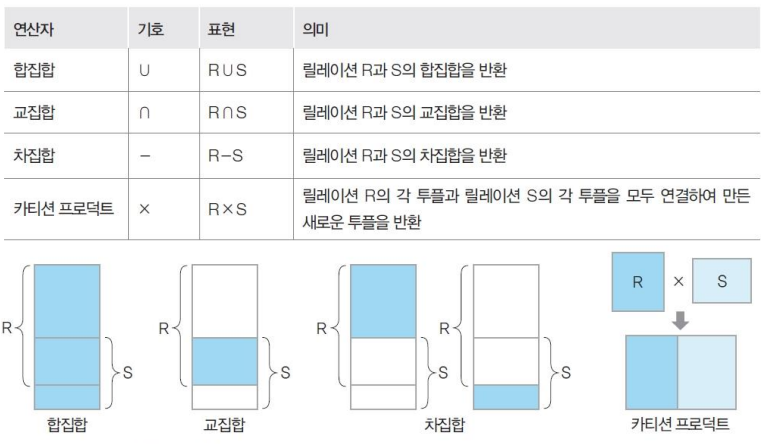 연산자 기호 표현 의미
합집합 ∪ R∪S 릴레이션 R과 S의 합집합을 반환
교집합 ∩ R∩S 릴레이션 R과 S의 교집합을 반환
차집합 − R−S 릴레이션 R과 S의 차집합을 반환
카티션 프로덕트 × R×S 릴레이션 R의 각 투플과 릴레이션 S의 각 투플을 모두 연결하여 만든
새로운 투플을 반환
R × S
R R R R
S S S S
합집합 교집합 차집합 카티션 프로덕트